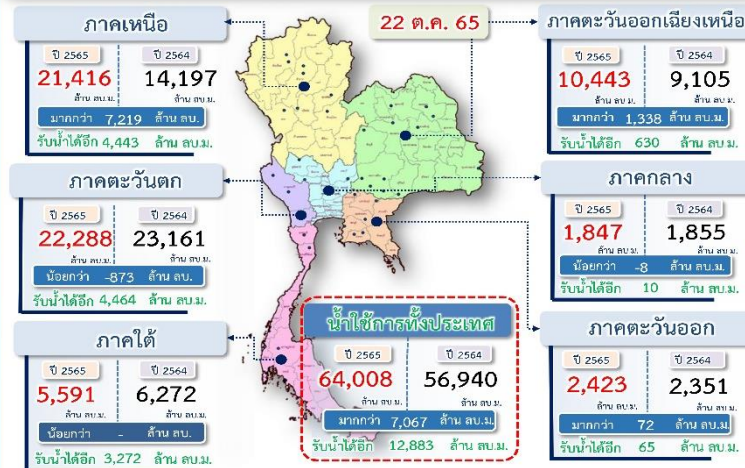 22 ต.ค. 65
ภาคเหนือ
ปี 2565 ปี 2564
21,416 14,197
ล้าน ลบ.ม. ล้าน ลบ.ม.
มากกว่า 7,219 ล้าน ลบ.
รับน้ำได้อีก 4,443 ล้าน ลบ.ม.
ภาคตะวันออกเฉียงเหนือ
ปี 2565 ปี 2564
10,443 9,105
ล้าน ลบ.ม. ล้าน ลบ.ม.
มากกว่า 1,338 ล้าน ลบ.ม.
รับน้ำได้อีก 630 ล้าน ลบ.ม.
ภาคตะวันตก
ปี 2565 ปี 2564
22,288 23,161
ล้าน ลบ.ม. ล้าน ลบ.ม.
น้อยกว่า -873 ล้าน ลบ.
รับน้ำได้อีก 4,464 ล้าน ลบ.ม.
ภาคกลาง
ปี 2565 ปี 2564
1,847 1,855
ล้าน ลบ.ม. ล้าน ลบ.ม.
น้อยกว่า -8 ล้าน ลบ.ม.
รับน้ำได้อีก 10 ล้าน ลบ.ม.
ภาคใต้
ปี 2565 ปี 2564
5,591 6,272
ล้าน ลบ.ม. ล้าน ลบ.ม.
น้อยกว่า - ล้าน ลบ.
รับน้ำได้อีก 3,272 ล้าน ลบ.ม.
น้ำใช้การทั้งประเทศ
ปี 2565 ปี 2564
64,008 56,940
ล้าน ลบ.ม. ล้าน ลบ.ม.
มากกว่า 7,067 ล้าน ลบ.ม.
รับน้ำได้อีก 12,883 ล้าน ลบ.ม.
ภาคตะวันออก
ปี 2565 ปี 2564
2,423 2,351
ล้าน ลบ.ม. ล้าน ลบ.ม.
มากกว่า 72 ล้าน ลบ.ม.
รับน้ำได้อีก 65 ล้าน ลบ.ม.